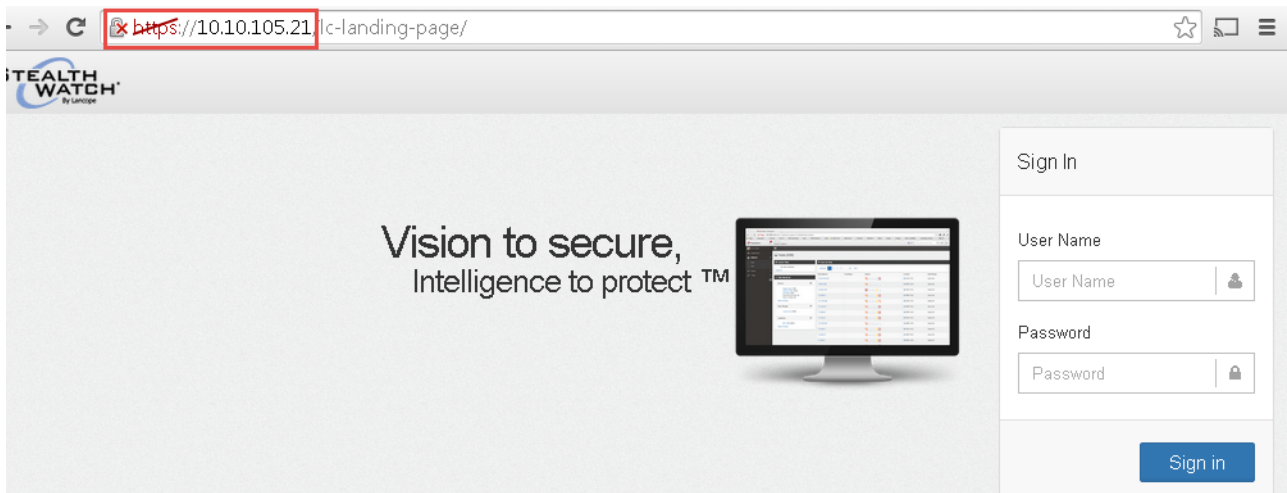 https://10.10.105.21/lc-landing-page/
STEALTH
WATCH
By Lancope
Sign In
Vision to secure,
Intelligence to protect ™
User Name
User Name
Password
Password
Sign in